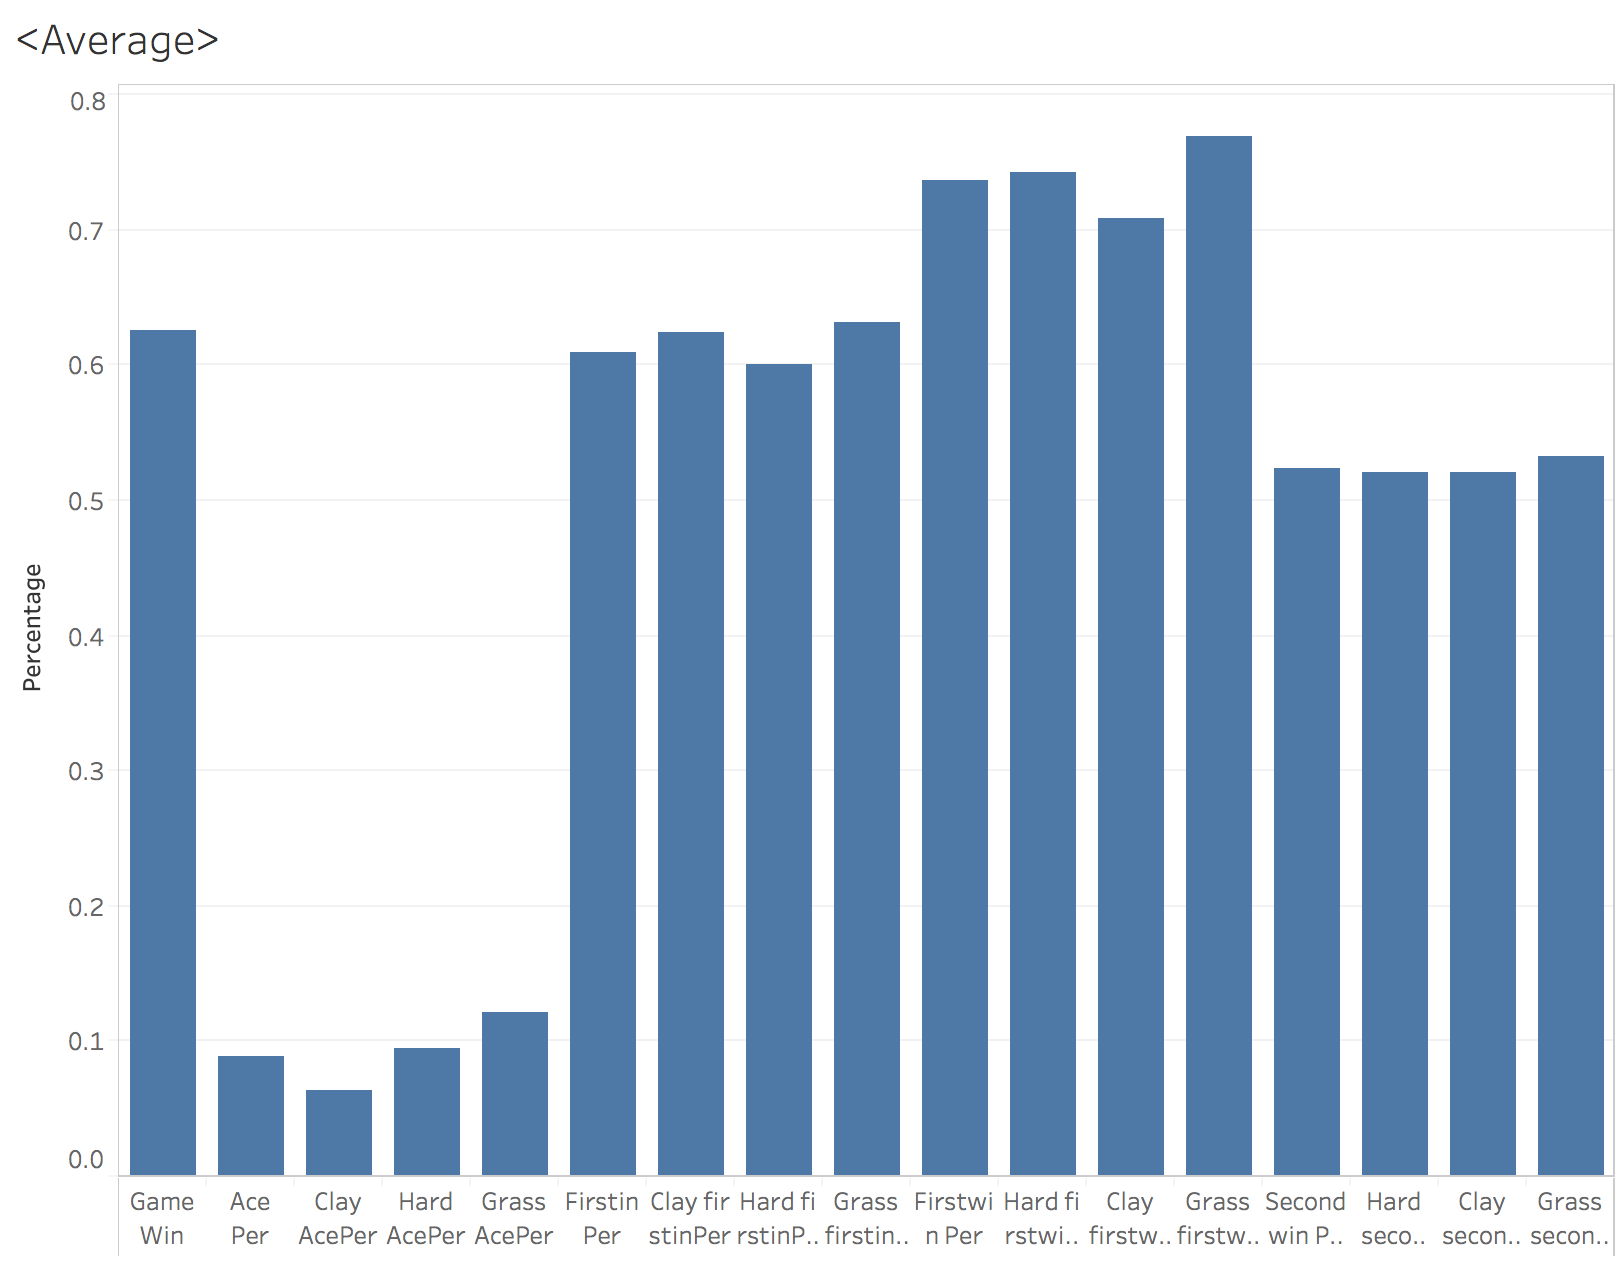 <Average>
0.8
0.7
0.6
0.5
0.4
0.3
0.2
0.1
0.0
Percentage
Game
Win
Ace
Per
Clay
AcePer
Hard
AcePer
Grass
AcePer
Firstin
Per
Clay fir
stinPer
Hard fi
rstinP..
Grass
firstin..
Firstwi
n Per
Hard fi
rstwi..
Clay
firstw..
Grass
firstw..
Second
win P..
Hard
seco..
Clay
secon..
Grass
secon..